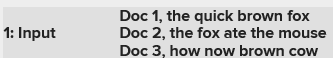 Doc 1, the quick brown fox
1: Input Doc 2, the fox ate the mouse
Doc 3, how now brown cow